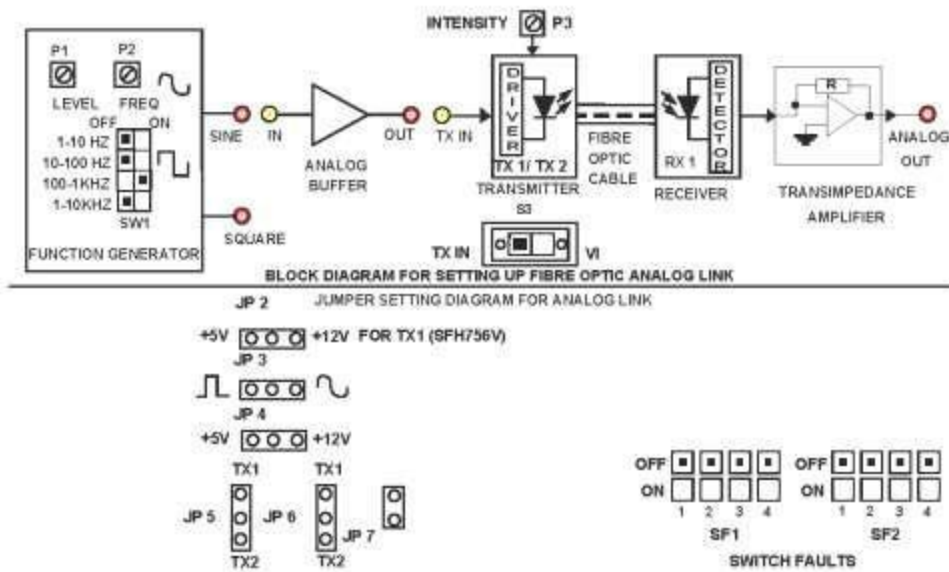 INTENSITY P3
P1 P2
LEVEL FREQ
OFF ON
1-10 HZ
10-100 HZ
100-1KHZ
1-10KHZ
SW1
FUNCTION GENERATOR
SINE
SQUARE
IN
ANALOG
BUFFER
OUT
TX IN
DRIVER
TX 1/ TX 2
TRANSMITTER
FIBRE
OPTIC
CABLE
DETECTOR
RX 1
RECEIVER
R
TRANSIMPEDANCE
AMPLIFIER
ANALOG
OUT
S3
TX IN VI
BLOCK DIAGRAM FOR SETTING UP FIBRE OPTIC ANALOG LINK
JUMPER SETTING DIAGRAM FOR ANALOG LINK
JP 2
+5V +12V FOR TX1 (SFH756V)
JP 3
JP 4
+5V +12V
TX1 TX1
JP 5 JP 6 JP 7
TX2 TX2
OFF OFF
ON ON
1 2 3 4 1 2 3 4
SF1 SF2
SWITCH FAULTS